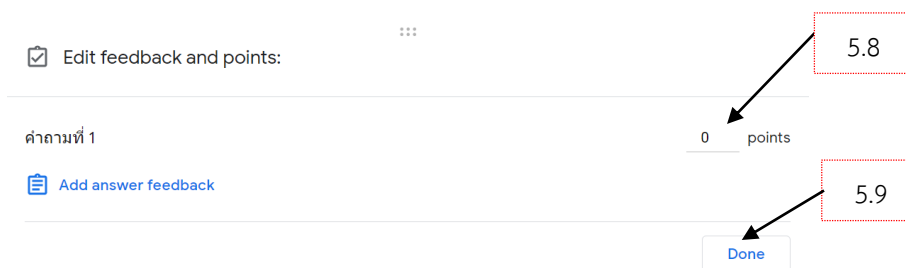 Edit feedback and points:
5.8
คำถามที่ 1
0 points
Add answer feedback
5.9
Done